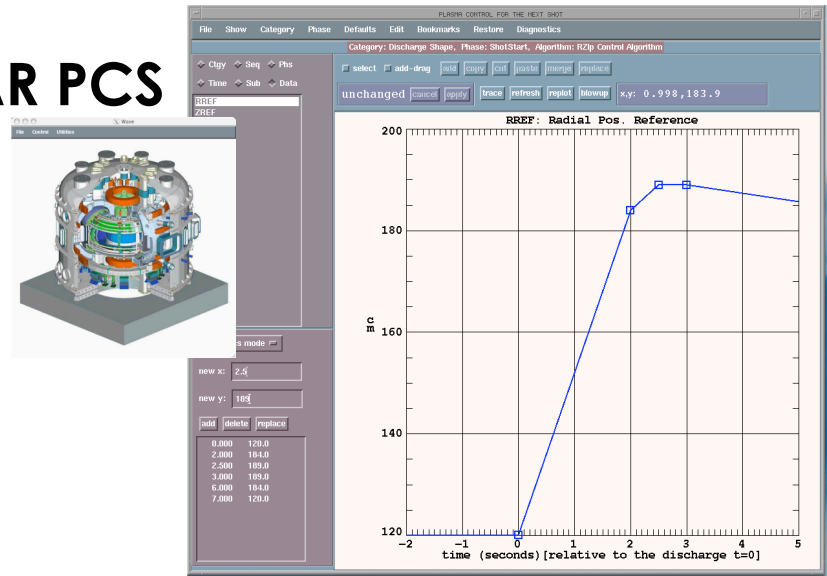 AR PCS
PLASMA CONTROL FOR THE NEXT SHOT
File Show Category Phase Defaults Edit Bookmarks Restore Diagnostics
Category: Discharge Shape, Phase: ShotStart, Algorithm: RZIp Control Algorithm
Ctgy Seq Phs
Time Sub Data
select add-drag add copy cut paste merge replace
unchanged cancel apply trace refresh replot blowup x,y: 0.998,183.9
RREF
ZREF
Wave
File Control Utilities
RREF: Radial Pos. Reference
200
180
cm
160
140
120
-2 -1 0 1 2 3 4 5
time (seconds)[relative to the discharge t=0]
s mode
new x: 2.5
new y: 189
add delete replace
0.000 120.0
2.000 184.0
2.500 189.0
3.000 189.0
6.000 184.0
7.000 120.0